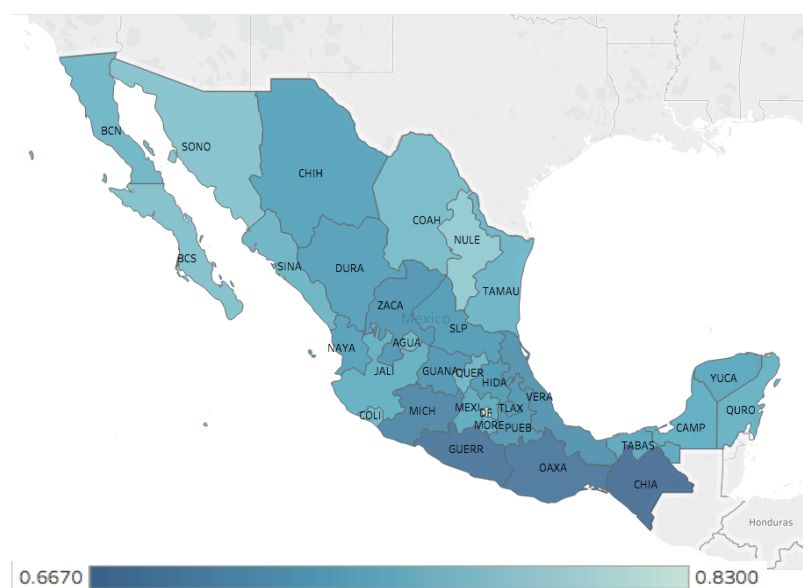 BCN
SONO
CHIH
COAH
NULE
BCS
SINA
DURA
TAMAU
ZACA
Mexico
SLP
NAYA
AGUA
JALI
GUANA
QUER
HIDA
YUCA
VERA
COLI
MICH
MEXI
DF
TLAX
QURO
MORE
PUEB
CAMP
TABAS
GUERR
OAXA
CHIA
Honduras
0.6670
0.8300